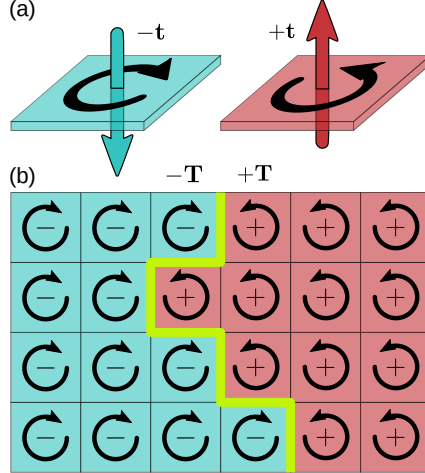 (a)
−t
+t
(b)
−T +T
− − − + + +
− − + + + +
− − − + + +
− − − − + +